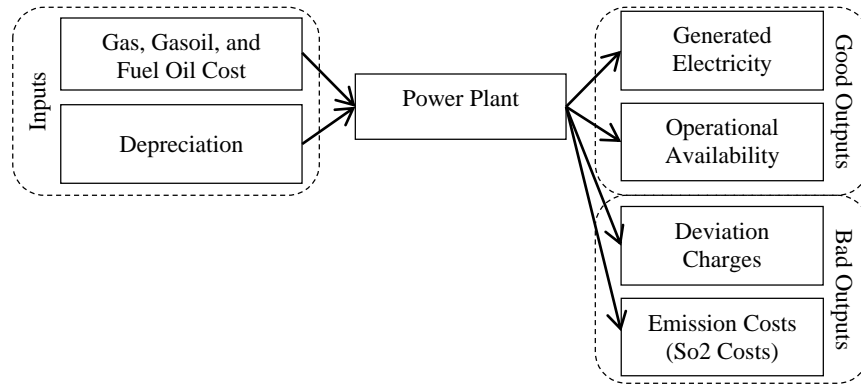 Inputs
Gas, Gasoil, and
Fuel Oil Cost
Depreciation
Power Plant
Generated
Electricity
Operational
Availability
Good Outputs
Deviation
Charges
Emission Costs
(So2 Costs)
Bad Outputs